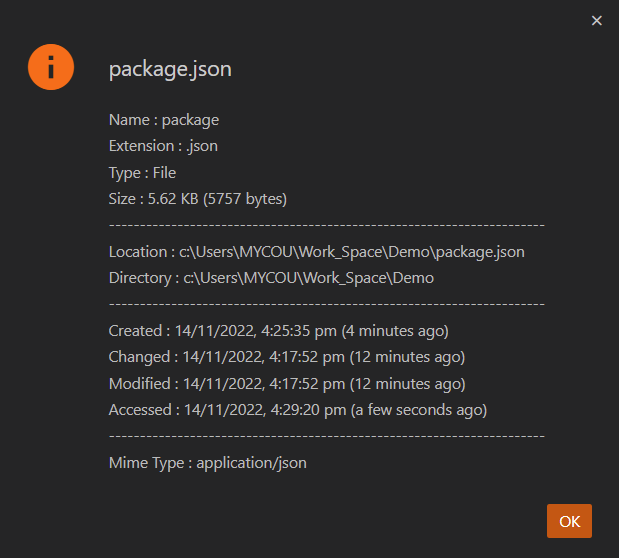 package.json
Name : package
Extension : .json
Type : File
Size : 5.62 KB (5757 bytes)
----------------------------------------------------------------------
Location : c:\Users\MYCOU\Work_Space\Demo\package.json
Directory : c:\Users\MYCOU\Work_Space\Demo
----------------------------------------------------------------------
Created : 14/11/2022, 4:25:35 pm (4 minutes ago)
Changed : 14/11/2022, 4:17:52 pm (12 minutes ago)
Modified : 14/11/2022, 4:17:52 pm (12 minutes ago)
Accessed : 14/11/2022, 4:29:20 pm (a few seconds ago)
----------------------------------------------------------------------
Mime Type : application/json
OK